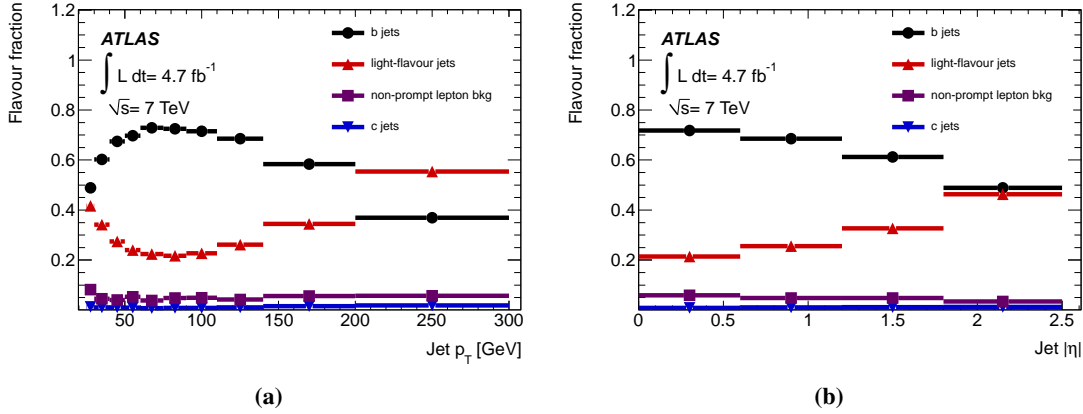 Flavour fraction
1.2
1
0.8
0.6
0.4
0.2
ATLAS
∫ L dt= 4.7 fb⁻¹
√s= 7 TeV
b jets
light-flavour jets
non-prompt lepton bkg
c jets
50 100 150 200 250 300
Jet p_T [GeV]
(a)
Flavour fraction
1.2
1
0.8
0.6
0.4
0.2
ATLAS
∫ L dt= 4.7 fb⁻¹
√s= 7 TeV
b jets
light-flavour jets
non-prompt lepton bkg
c jets
0 0.5 1 1.5 2 2.5
Jet |η|
(b)